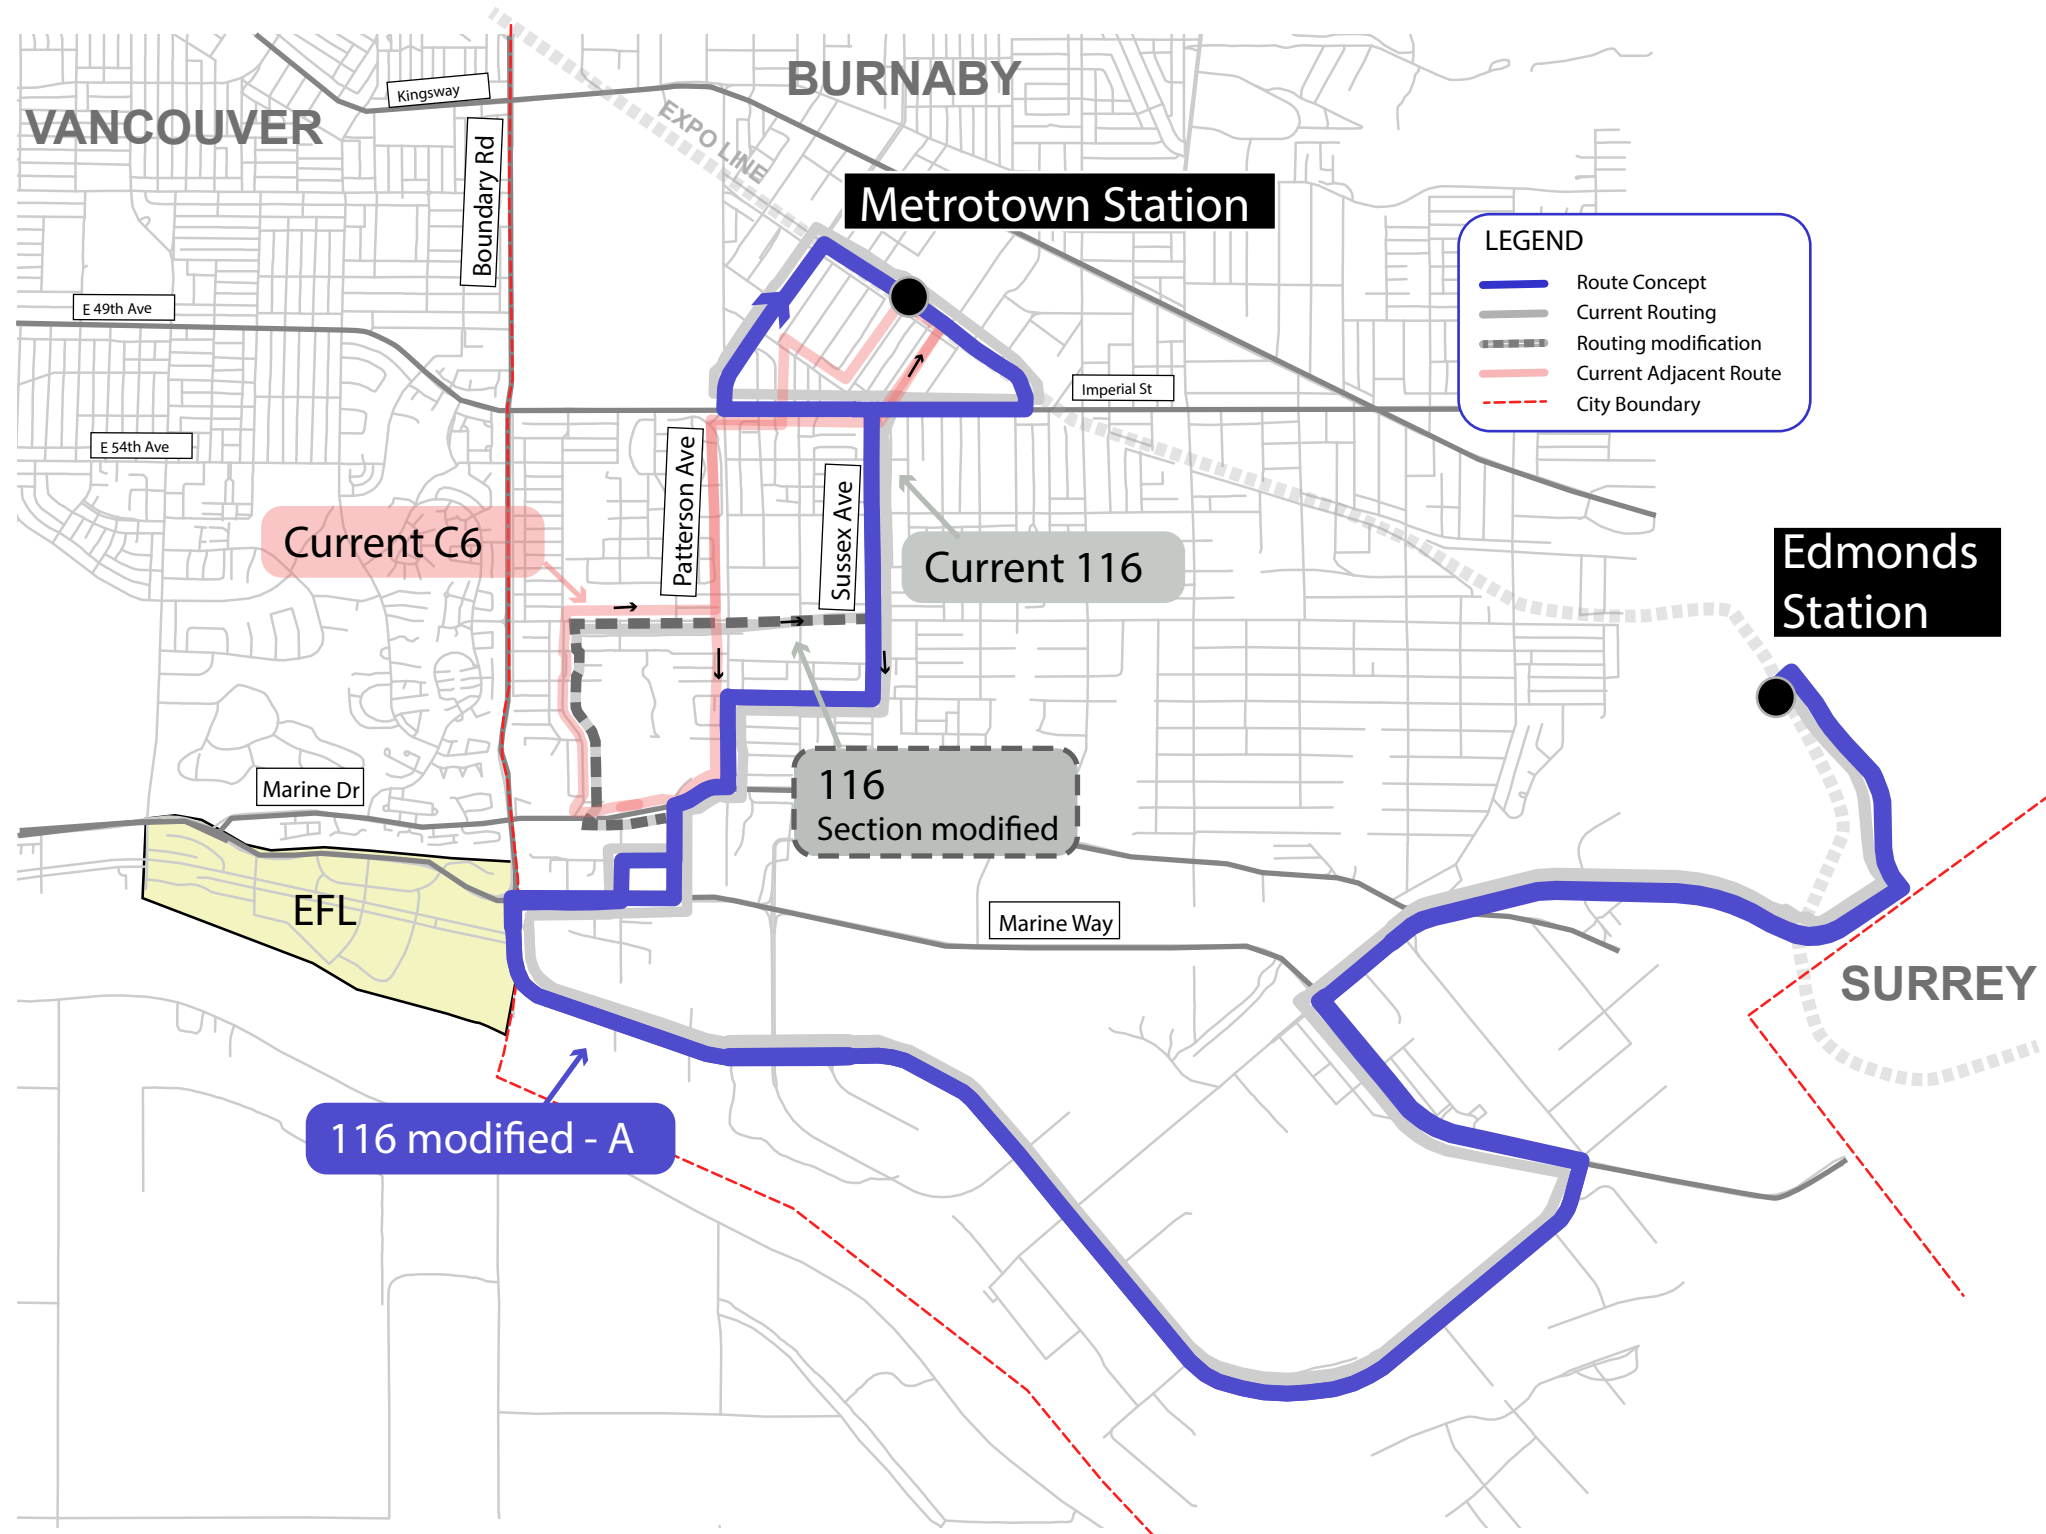 BURNABY
Kingsway
VANCOUVER
EXPO LINE
Boundary Rd
Metrotown Station
LEGEND
Route Concept
Current Routing
Routing modification
Current Adjacent Route
City Boundary
E 49th Ave
Imperial St
E 54th Ave
Patterson Ave
Sussex Ave
Current C6
Current 116
Edmonds
Station
Marine Dr
116
Section modified
EFL
Marine Way
SURREY
116 modified - A